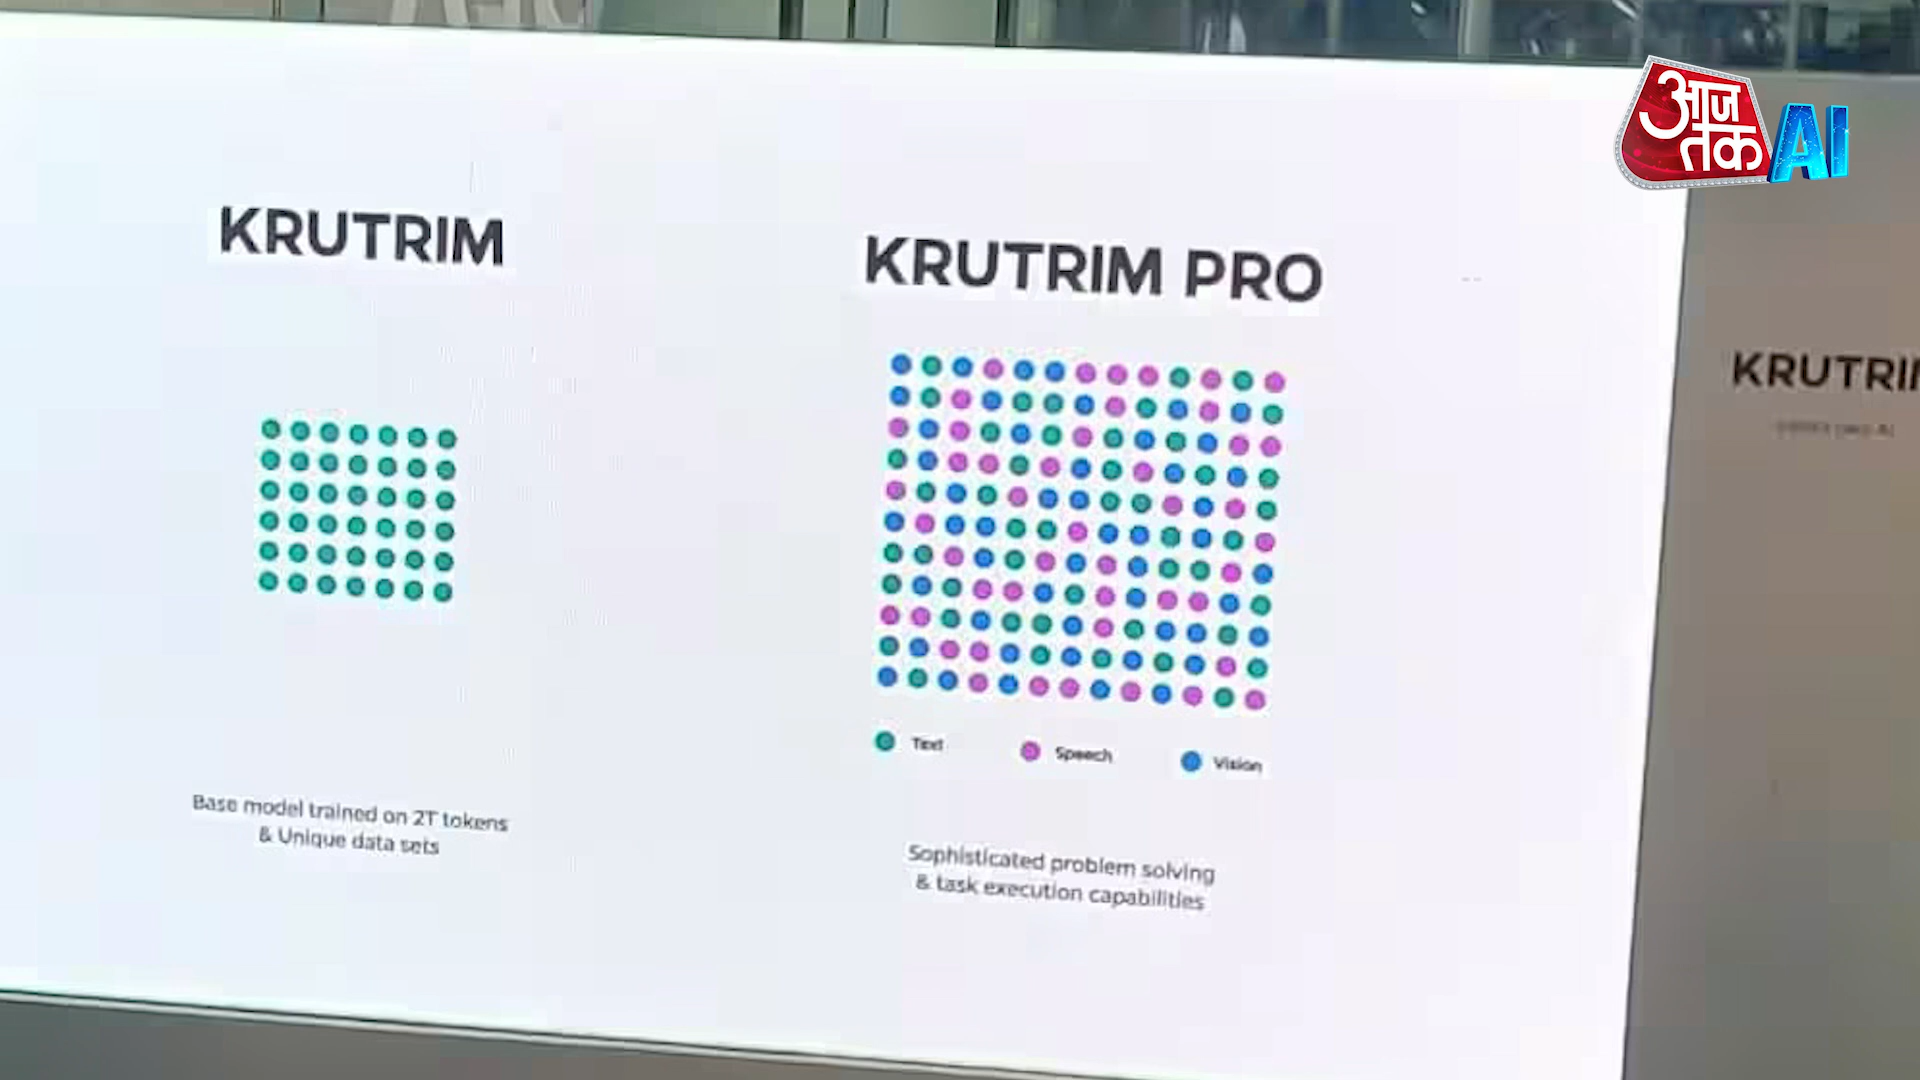 आज
तक AI
KRUTRIM
KRUTRIM PRO
KRUTRIM
Text
Speech
Vision
Base model trained on 2T tokens
& Unique data sets
Sophisticated problem solving
& task execution capabilities